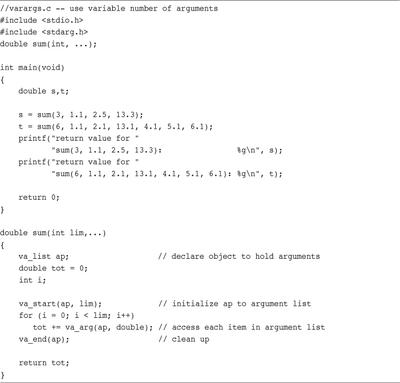 //varargs.c -- use variable number of arguments
#include <stdio.h>
#include <stdarg.h>
double sum(int, ...);

int main(void)
{
    double s,t;

    s = sum(3, 1.1, 2.5, 13.3);
    t = sum(6, 1.1, 2.1, 13.1, 4.1, 5.1, 6.1);
    printf("return value for "
           "sum(3, 1.1, 2.5, 13.3):                %g\n", s);
    printf("return value for "
           "sum(6, 1.1, 2.1, 13.1, 4.1, 5.1, 6.1): %g\n", t);

    return 0;
}

double sum(int lim,...)
{
    va_list ap;                  // declare object to hold arguments
    double tot = 0;
    int i;

    va_start(ap, lim);           // initialize ap to argument list
    for (i = 0; i < lim; i++)
       tot += va_arg(ap, double); // access each item in argument list
    va_end(ap);                  // clean up

    return tot;
}